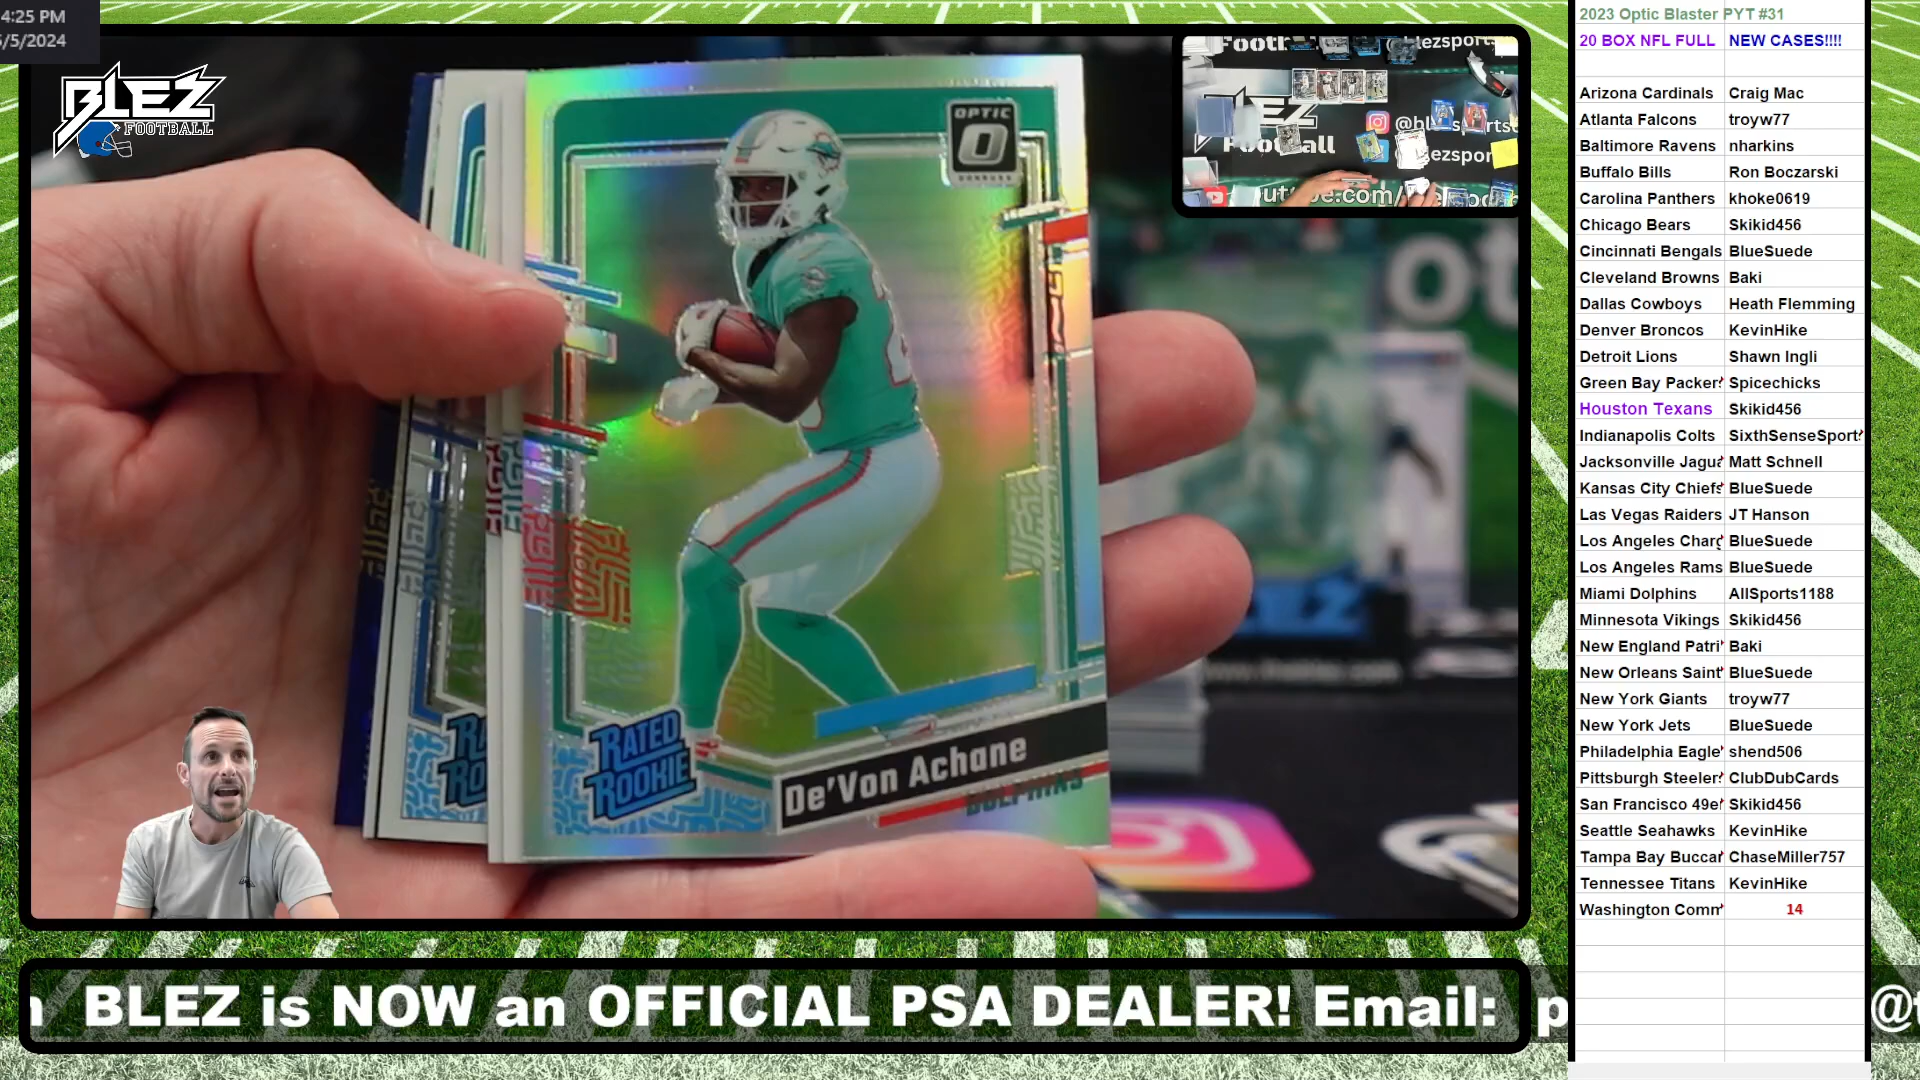 4:25 PM
/5/2024
BLEZ
FOOTBALL
OPTIC
O
DONRUSS
RATED
ROOKIE
De'Von Achane
DOLPHINS
@blezsports
Football
youtube.com/
BLEZ is NOW an OFFICIAL PSA DEALER! Email: p
2023 Optic Blaster PYT #31
20 BOX NFL FULL NEW CASES!!!!
Arizona Cardinals Craig Mac
Atlanta Falcons troyw77
Baltimore Ravens nharkins
Buffalo Bills Ron Boczarski
Carolina Panthers khoke0619
Chicago Bears Skikid456
Cincinnati Bengals BlueSuede
Cleveland Browns Baki
Dallas Cowboys Heath Flemming
Denver Broncos KevinHike
Detroit Lions Shawn Ingli
Green Bay Packer Spicechicks
Houston Texans Skikid456
Indianapolis Colts SixthSenseSport
Jacksonville Jagua Matt Schnell
Kansas City Chiefs BlueSuede
Las Vegas Raiders JT Hanson
Los Angeles Charg BlueSuede
Los Angeles Rams BlueSuede
Miami Dolphins AllSports1188
Minnesota Vikings Skikid456
New England Patri Baki
New Orleans Saint BlueSuede
New York Giants troyw77
New York Jets BlueSuede
Philadelphia Eagle shend506
Pittsburgh Steeler ClubDubCards
San Francisco 49e Skikid456
Seattle Seahawks KevinHike
Tampa Bay Buccar ChaseMiller757
Tennessee Titans KevinHike
Washington Comm 14